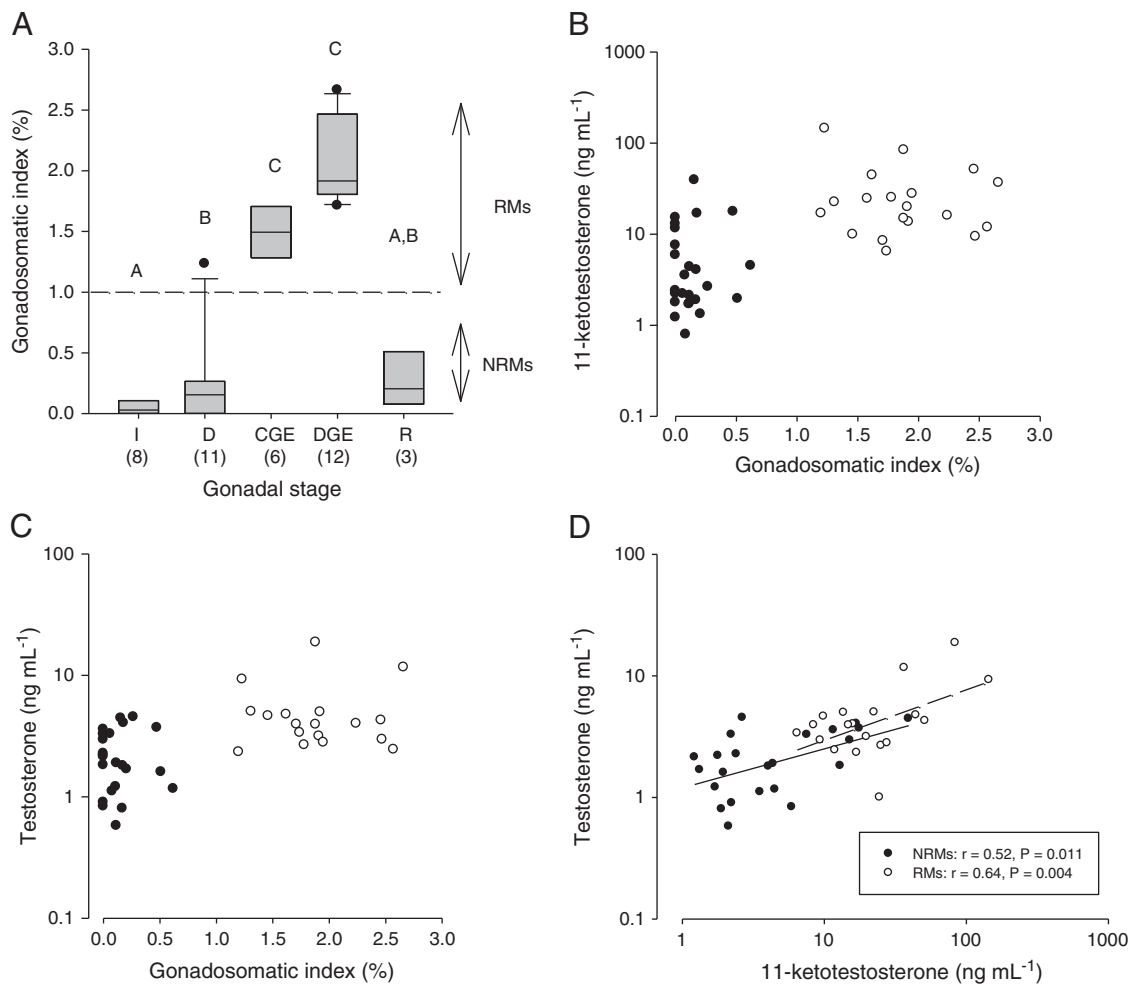 A
3.0
2.5
2.0
1.5
1.0
0.5
0.0
Gonadosomatic index (%)
A
B
C
C
A,B
RMs
NRMs
I D CGE DGE R
(8) (11) (6) (12) (3)
Gonadal stage
B
1000
100
10
1
0.1
11-ketotestosterone (ng mL⁻¹)
0.0 0.5 1.0 1.5 2.0 2.5 3.0
Gonadosomatic index (%)
C
100
10
1
0.1
Testosterone (ng mL⁻¹)
0.0 0.5 1.0 1.5 2.0 2.5 3.0
Gonadosomatic index (%)
D
100
10
1
0.1
Testosterone (ng mL⁻¹)
NRMs: r = 0.52, P = 0.011
RMs: r = 0.64, P = 0.004
1 10 100 1000
11-ketotestosterone (ng mL⁻¹)